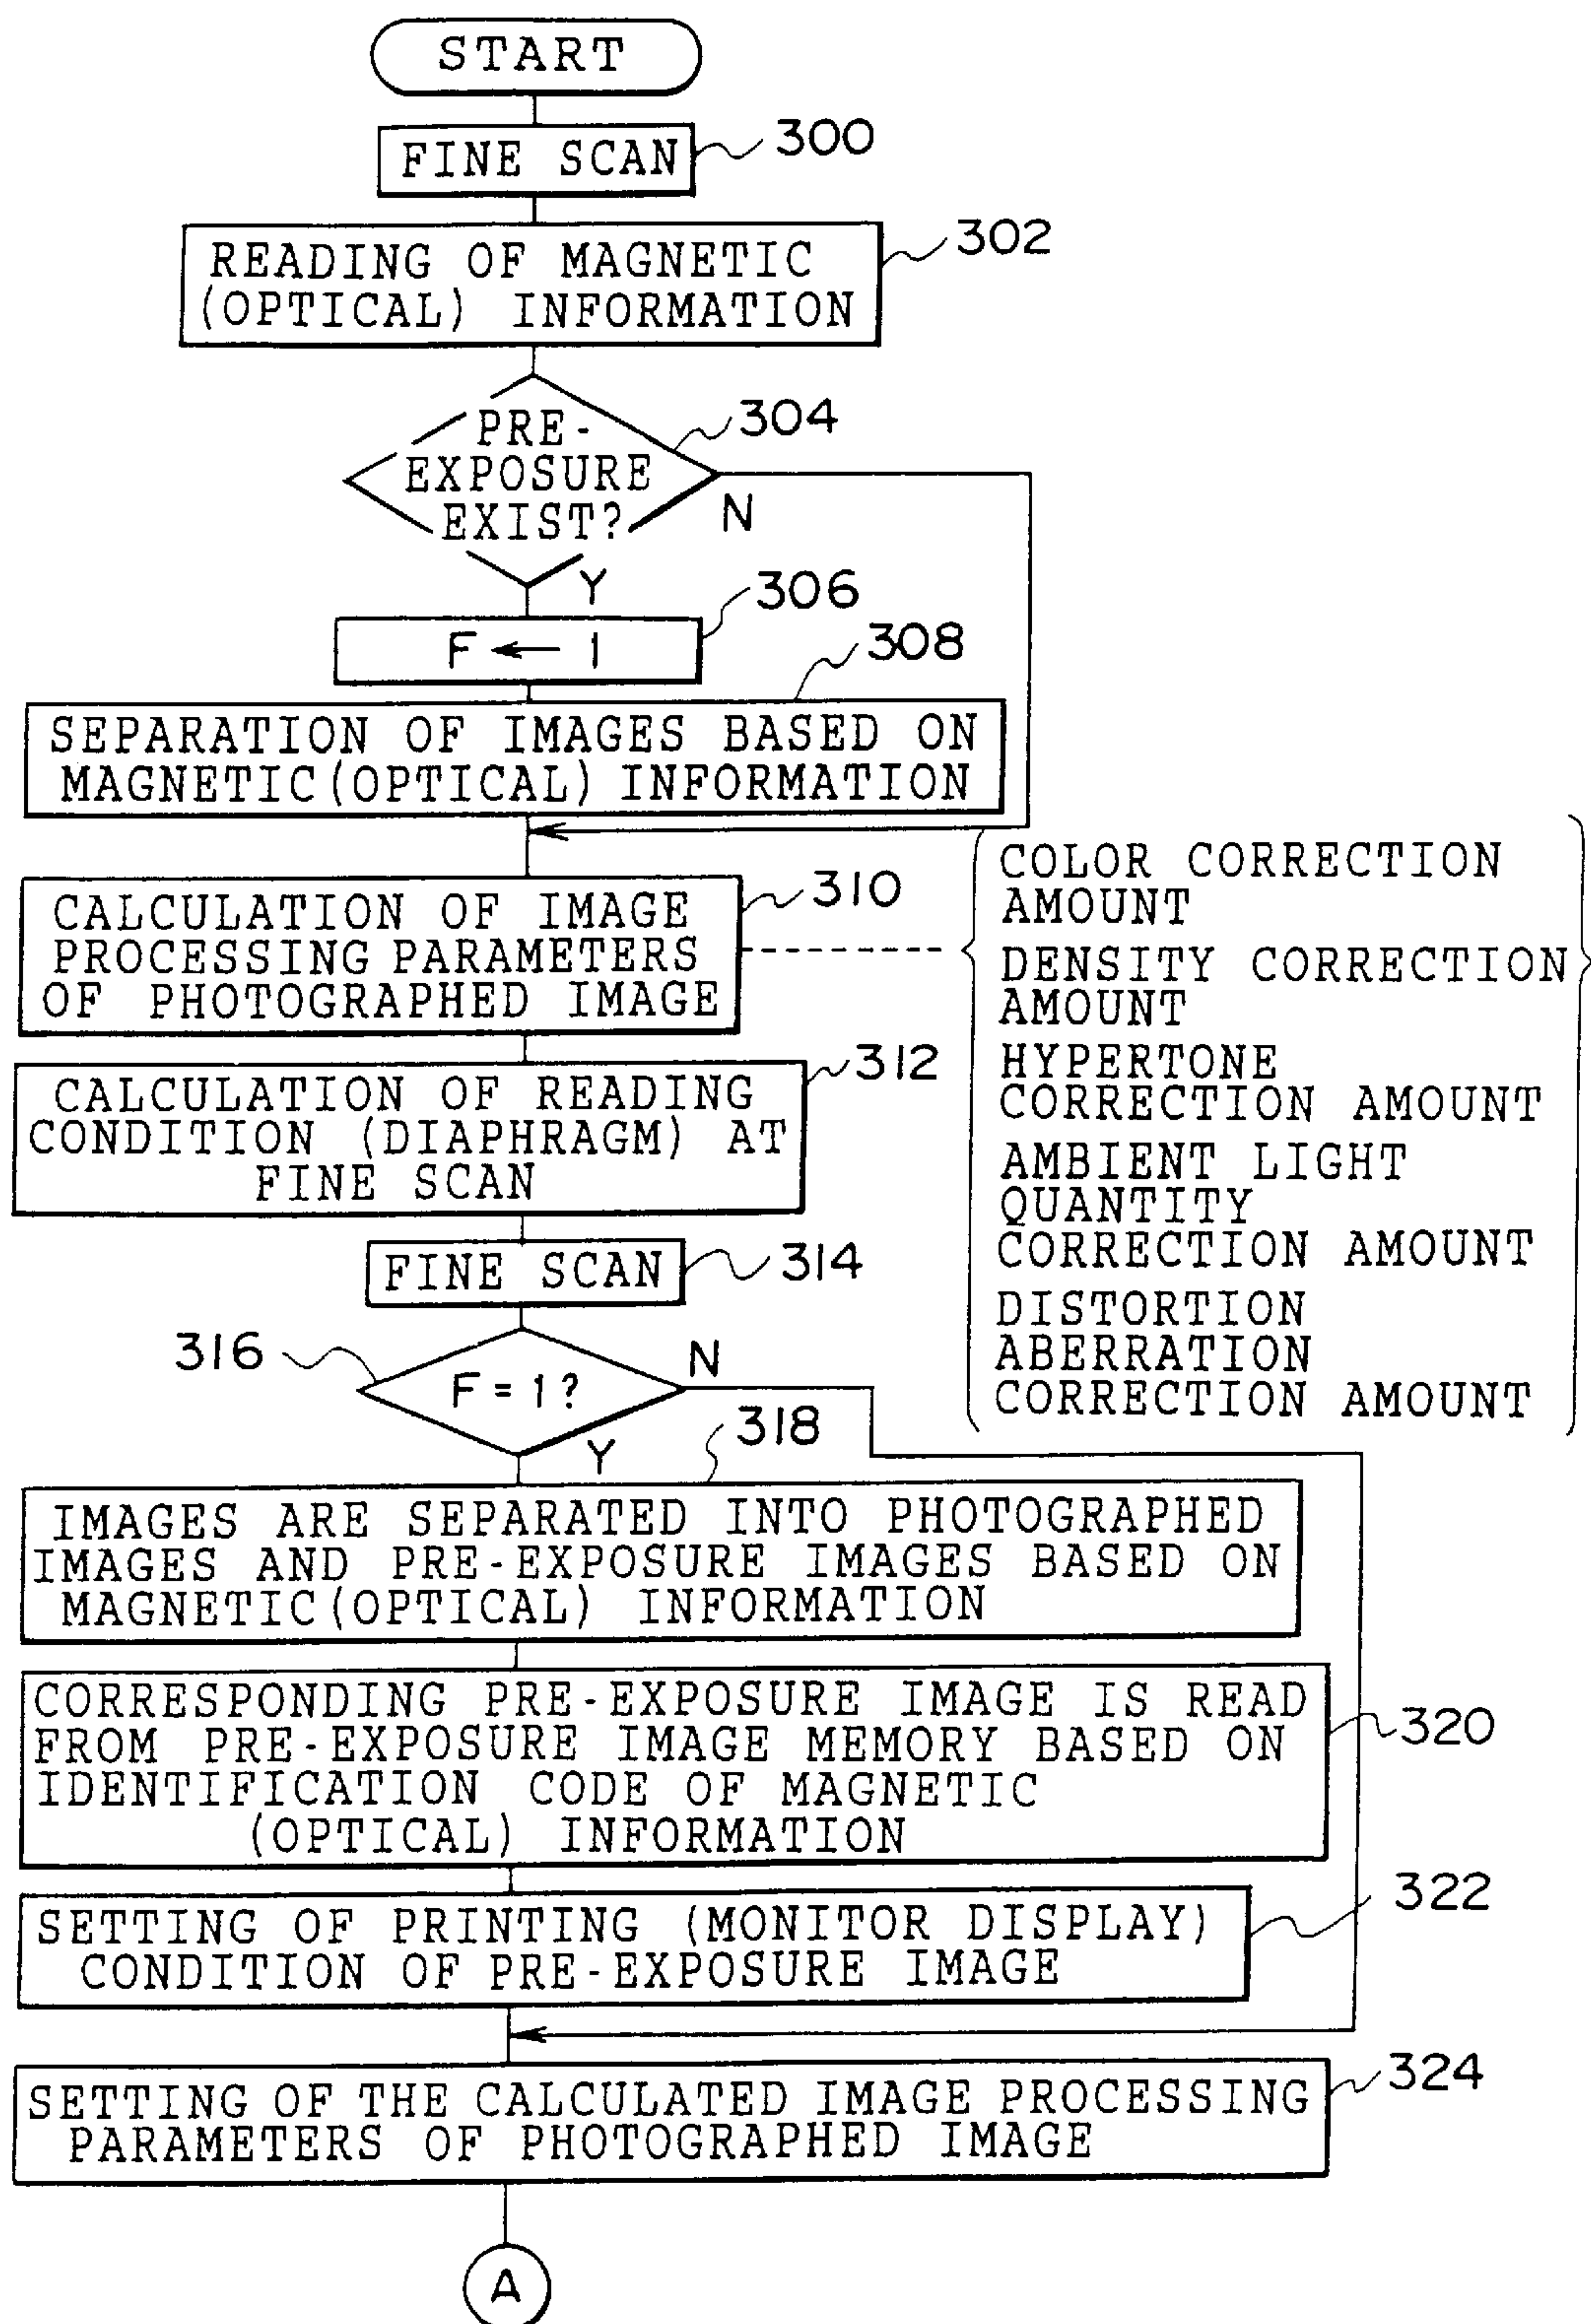 START
FINE SCAN
300
READING OF MAGNETIC
(OPTICAL) INFORMATION
302
PRE-
EXPOSURE
EXIST?
304
N
Y
306
F ← 1
308
SEPARATION OF IMAGES BASED ON
MAGNETIC (OPTICAL) INFORMATION
CALCULATION OF IMAGE
PROCESSING PARAMETERS
OF PHOTOGRAPHED IMAGE
310
COLOR CORRECTION
AMOUNT
DENSITY CORRECTION
AMOUNT
HYPERTONE
CORRECTION AMOUNT
AMBIENT LIGHT
QUANTITY
CORRECTION AMOUNT
DISTORTION
ABERRATION
CORRECTION AMOUNT
CALCULATION OF READING
CONDITION (DIAPHRAGM) AT
FINE SCAN
312
FINE SCAN
314
316
F = 1 ?
N
Y
318
IMAGES ARE SEPARATED INTO PHOTOGRAPHED
IMAGES AND PRE-EXPOSURE IMAGES BASED ON
MAGNETIC (OPTICAL) INFORMATION
CORRESPONDING PRE-EXPOSURE IMAGE IS READ
FROM PRE-EXPOSURE IMAGE MEMORY BASED ON
IDENTIFICATION CODE OF MAGNETIC
(OPTICAL) INFORMATION
320
SETTING OF PRINTING (MONITOR DISPLAY)
CONDITION OF PRE-EXPOSURE IMAGE
322
SETTING OF THE CALCULATED IMAGE PROCESSING
PARAMETERS OF PHOTOGRAPHED IMAGE
324
A